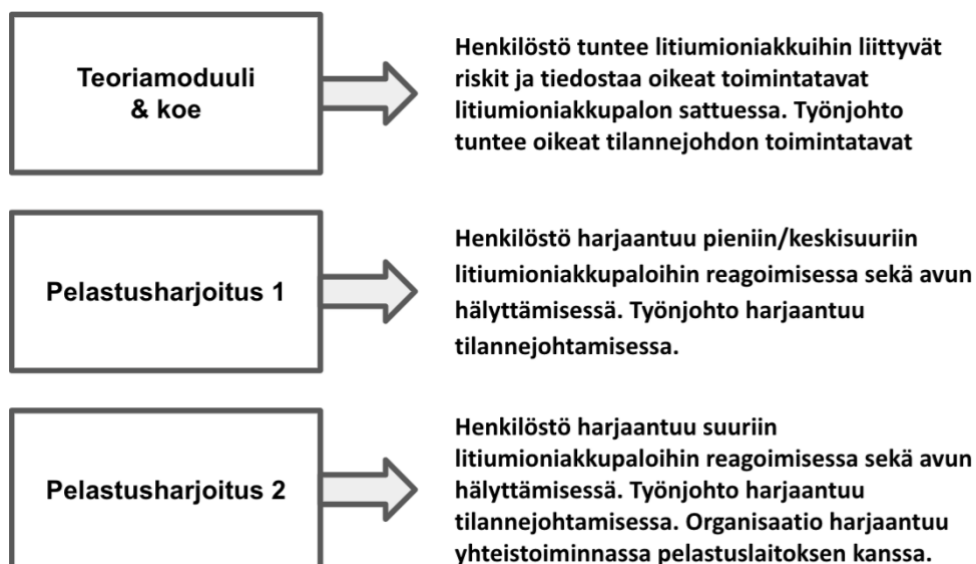 Teoriamoduuli
& koe
Henkilöstö tuntee litiumioniakkuihin liittyvät
riskit ja tiedostaa oikeat toimintatavat
litiumioniakkupalon sattuessa. Työnjohto
tuntee oikeat tilannejohdon toimintatavat
Pelastusharjoitus 1
Henkilöstö harjaantuu pieniin/keskisuuriin
litiumioniakkupaloihin reagoimisessa sekä avun
hälyttämisessä. Työnjohto harjaantuu
tilannejohtamisessa.
Pelastusharjoitus 2
Henkilöstö harjaantuu suuriin
litiumioniakkupaloihin reagoimisessa sekä avun
hälyttämisessä. Työnjohto harjaantuu
tilannejohtamisessa. Organisaatio harjaantuu
yhteistoiminnassa pelastuslaitoksen kanssa.